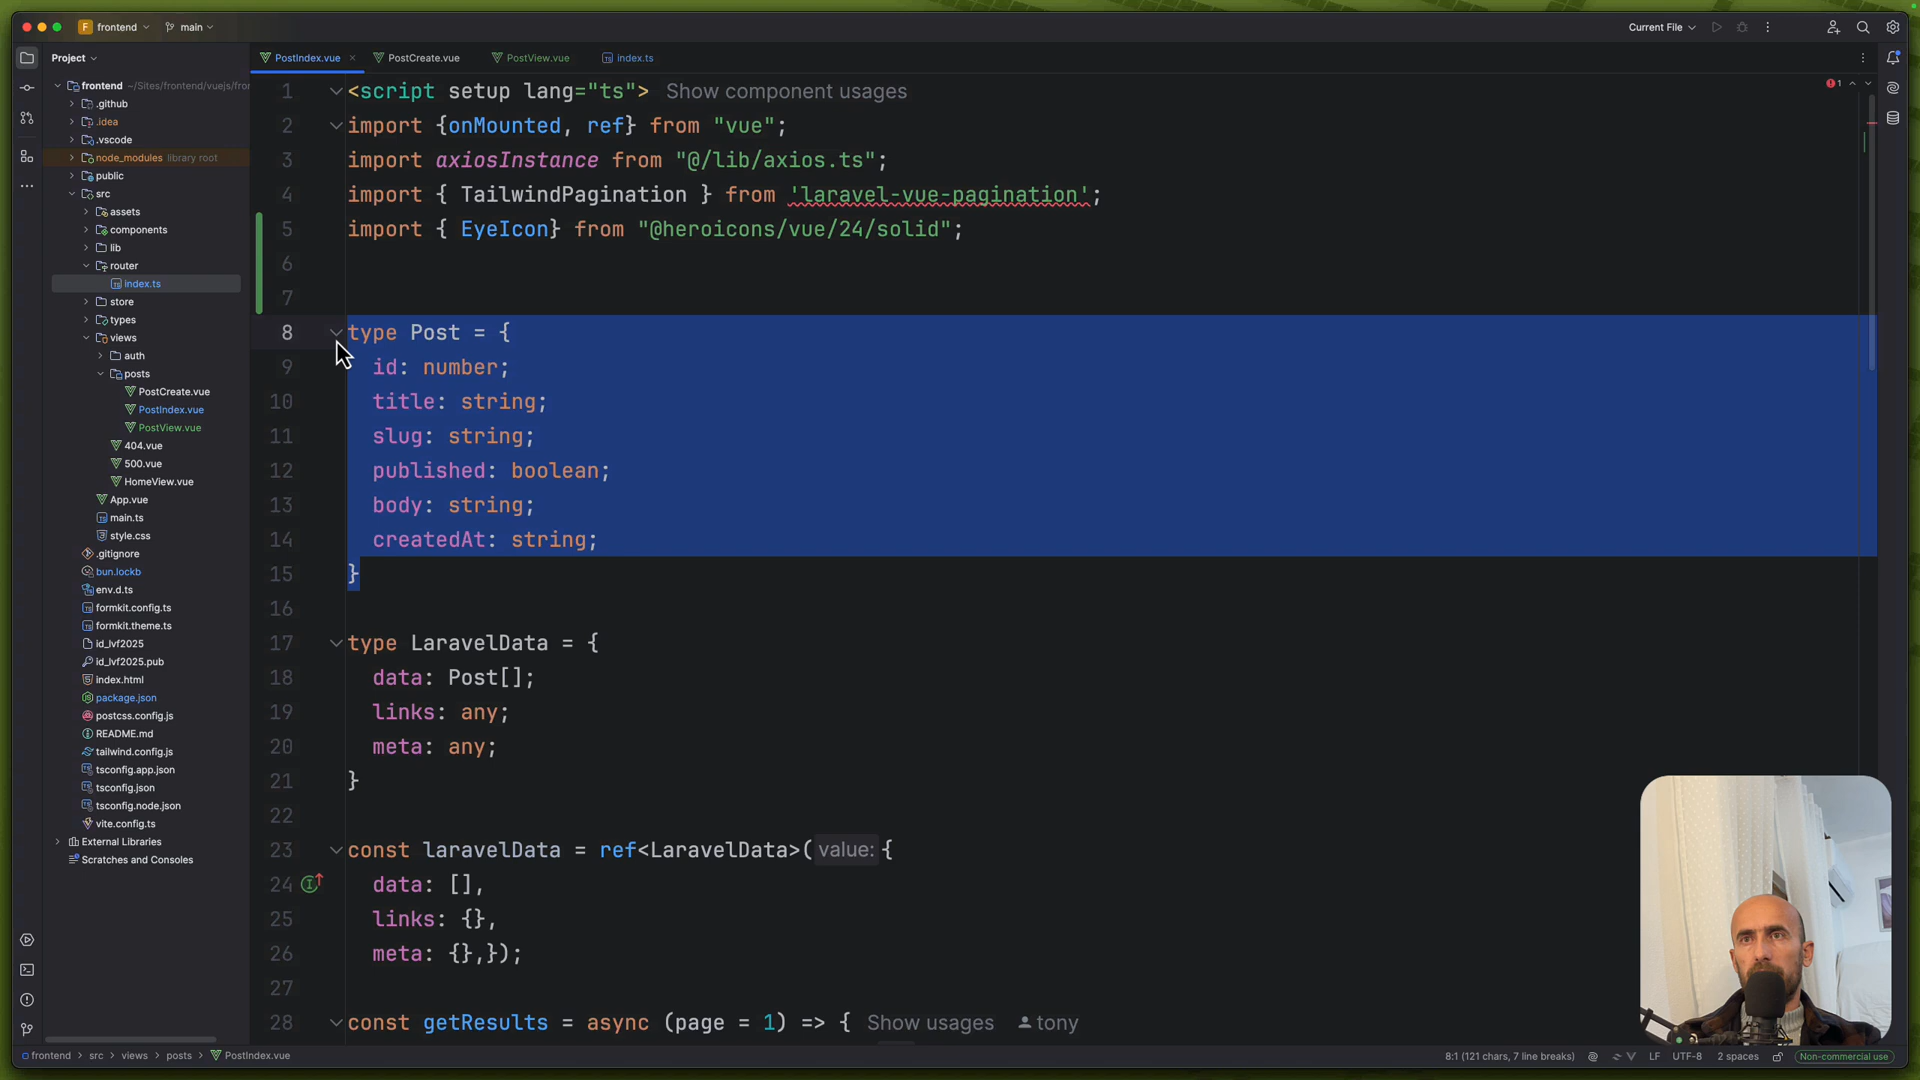 frontend
main
Current File
Project
PostIndex.vue
PostCreate.vue
PostView.vue
index.ts
frontend ~/Sites/frontend/vuejs/fror
.github
.idea
.vscode
node_modules library root
public
src
assets
components
lib
router
index.ts
store
types
views
auth
posts
PostCreate.vue
PostIndex.vue
PostView.vue
404.vue
500.vue
HomeView.vue
App.vue
main.ts
style.css
.gitignore
bun.lockb
env.d.ts
formkit.config.ts
formkit.theme.ts
id_lvf2025
id_lvf2025.pub
index.html
package.json
postcss.config.js
README.md
tailwind.config.js
tsconfig.app.json
tsconfig.json
tsconfig.node.json
vite.config.ts
External Libraries
Scratches and Consoles
1 <script setup lang="ts"> Show component usages
2 import {onMounted, ref} from "vue";
3 import axiosInstance from "@/lib/axios.ts";
4 import { TailwindPagination } from 'laravel-vue-pagination';
5 import { EyeIcon} from "@heroicons/vue/24/solid";
6
7
8 type Post = {
9 id: number;
10 title: string;
11 slug: string;
12 published: boolean;
13 body: string;
14 createdAt: string;
15 }
16
17 type LaravelData = {
18 data: Post[];
19 links: any;
20 meta: any;
21 }
22
23 const laravelData = ref<LaravelData>( value: {
24 data: [],
25 links: {},
26 meta: {},});
27
28 const getResults = async (page = 1) => { Show usages tony
1
frontend > src > views > posts > PostIndex.vue
8:1 (121 chars, 7 line breaks)
LF
UTF-8
2 spaces
Non-commercial use